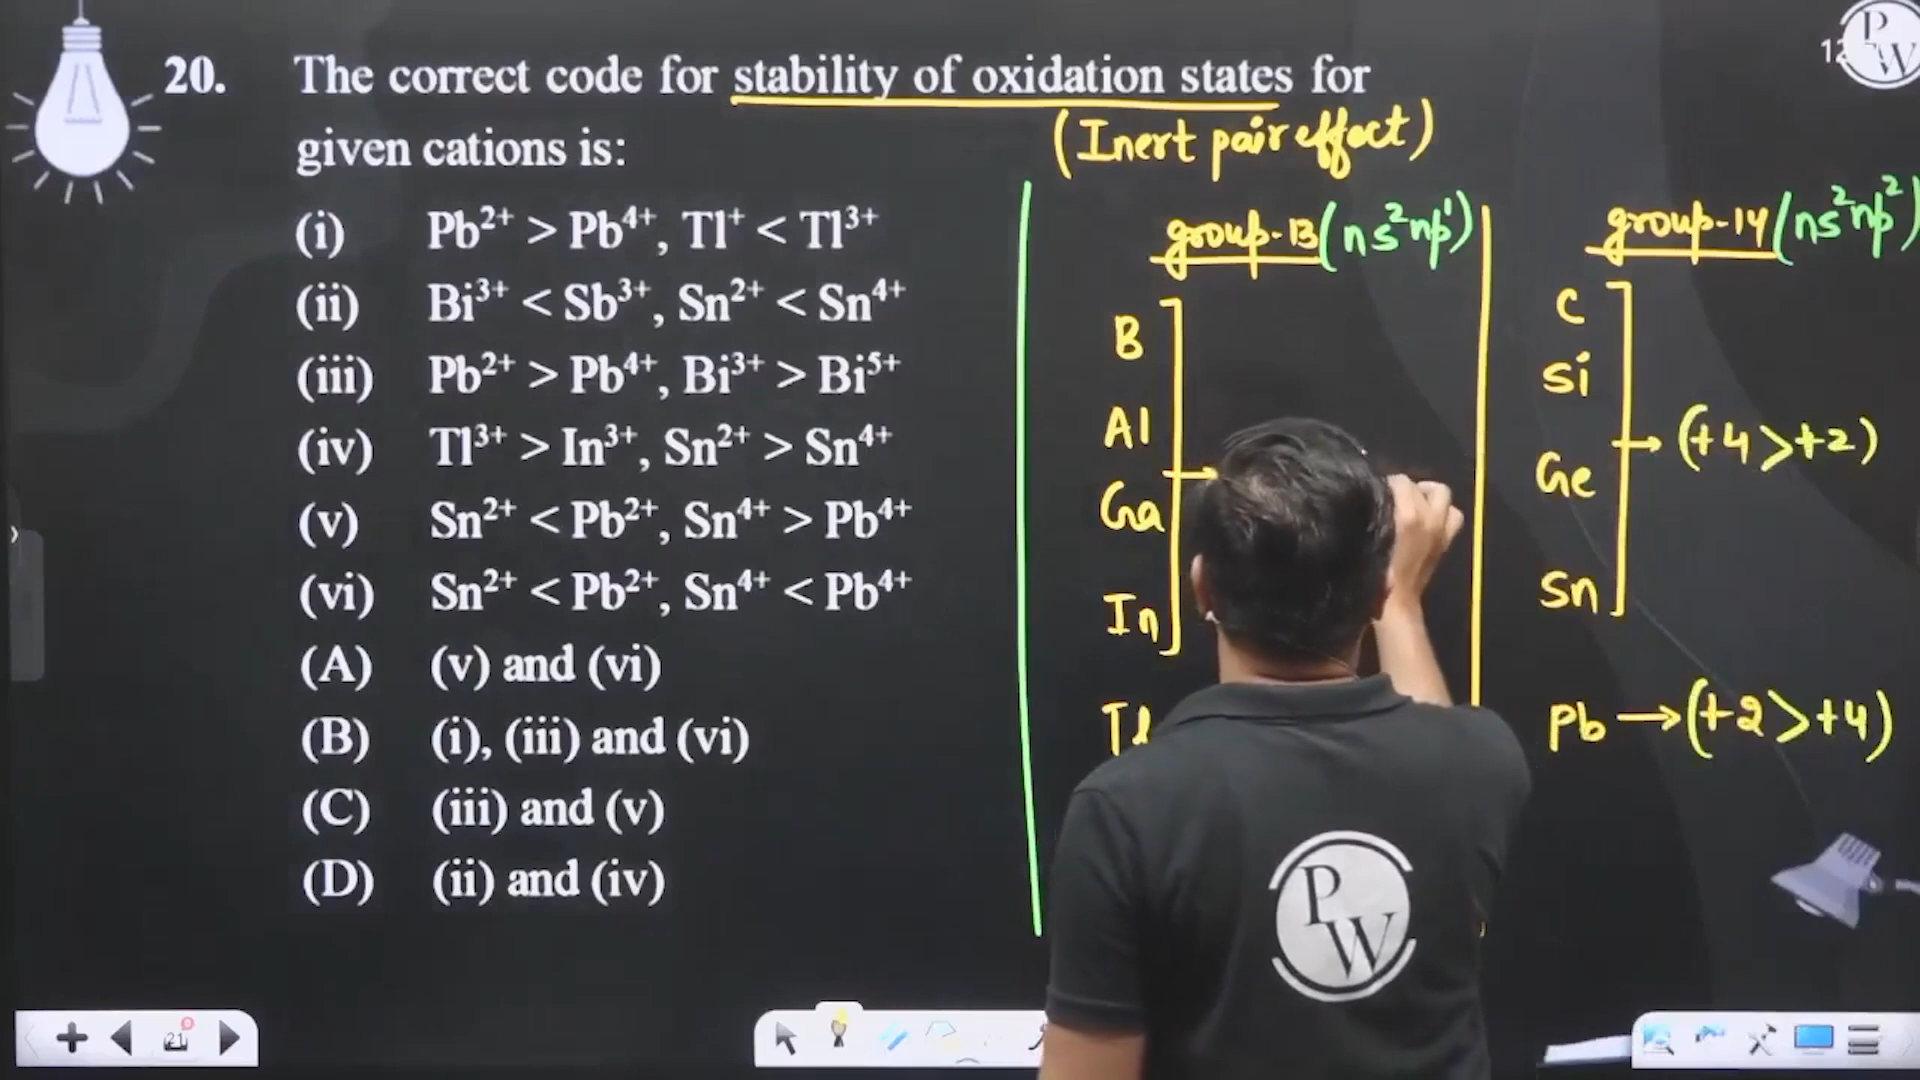 20. The correct code for stability of oxidation states for
given cations is:
(Inert pair effect)
(i) Pb²⁺ > Pb⁴⁺, Tl⁺ < Tl³⁺
(ii) Bi³⁺ < Sb³⁺, Sn²⁺ < Sn⁴⁺
(iii) Pb²⁺ > Pb⁴⁺, Bi³⁺ > Bi⁵⁺
(iv) Tl³⁺ > In³⁺, Sn²⁺ > Sn⁴⁺
(v) Sn²⁺ < Pb²⁺, Sn⁴⁺ > Pb⁴⁺
(vi) Sn²⁺ < Pb²⁺, Sn⁴⁺ < Pb⁴⁺
(A) (v) and (vi)
(B) (i), (iii) and (vi)
(C) (iii) and (v)
(D) (ii) and (iv)
group-13 (ns²np¹)
B
Al
Ga
In
Tl
group-14 (ns²np²)
C
Si
Ge
Sn
→ (+4>+2)
Pb → (+2>+4)
PW
PW
21